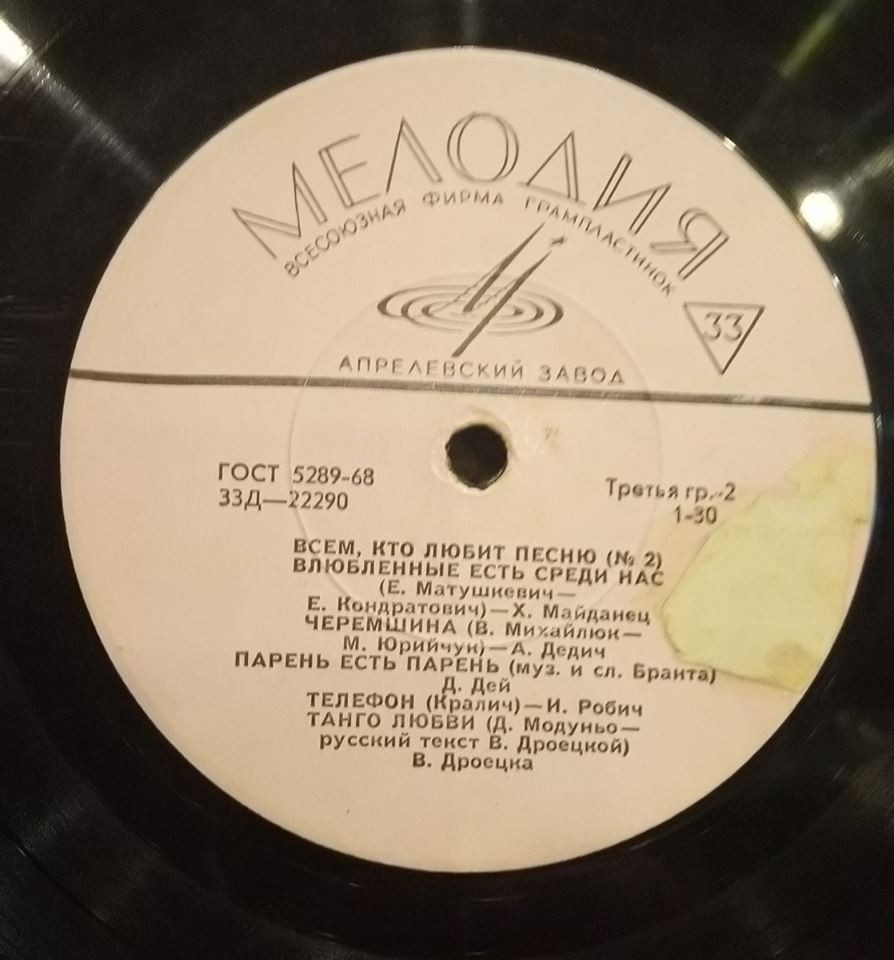 МЕЛОДИЯ
ВСЕСОЮЗНАЯ ФИРМА ГРАМПЛАСТИНОК
33
АПРЕЛЕВСКИЙ ЗАВОД
ГОСТ 5289-68
33Д—22290
Третья гр.-2
1-30
ВСЕМ, КТО ЛЮБИТ ПЕСНЮ (№ 2)
ВЛЮБЛЕННЫЕ ЕСТЬ СРЕДИ НАС
(Е. Матушкевич—
Е. Кондратович)—Х. Майданец
ЧЕРЕМШИНА (В. Михайлюк—
М. Юрийчук)—А. Дедич
ПАРЕНЬ ЕСТЬ ПАРЕНЬ (муз. и сл. Бранта)
Д. Дей
ТЕЛЕФОН (Кралич)—И. Робич
ТАНГО ЛЮБВИ (Д. Модуньо—
русский текст В. Дроецкой)
В. Дроецка